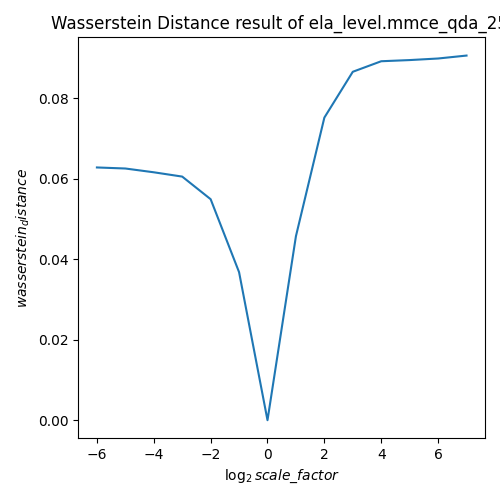 Wasserstein Distance result of ela_level.mmce_qda_25
0.08
0.06
0.04
0.02
0.00
wasserstein_distance
−6 −4 −2 0 2 4 6
log₂ scale_factor